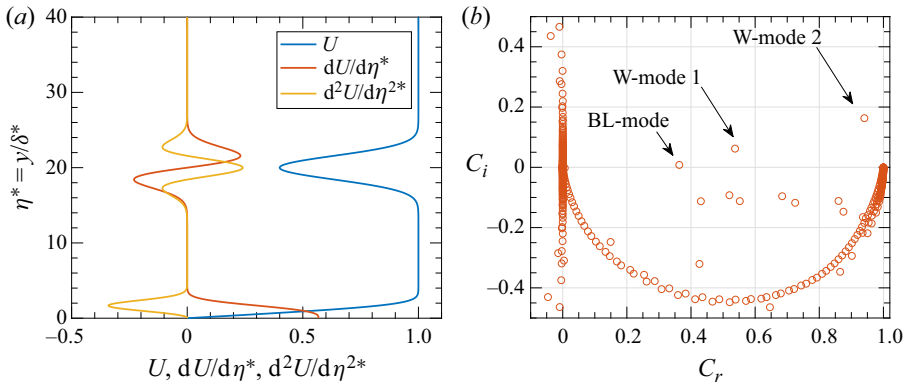 (a)
40
30
20
10
0
η* = y/δ*
U
dU/dη*
d²U/dη²*
−0.5
0
0.5
1.0
U, dU/dη*, d²U/dη²*
(b)
0.4
0.2
0
−0.2
−0.4
C_i
W-mode 2
W-mode 1
BL-mode
0
0.2
0.4
0.6
0.8
1.0
C_r